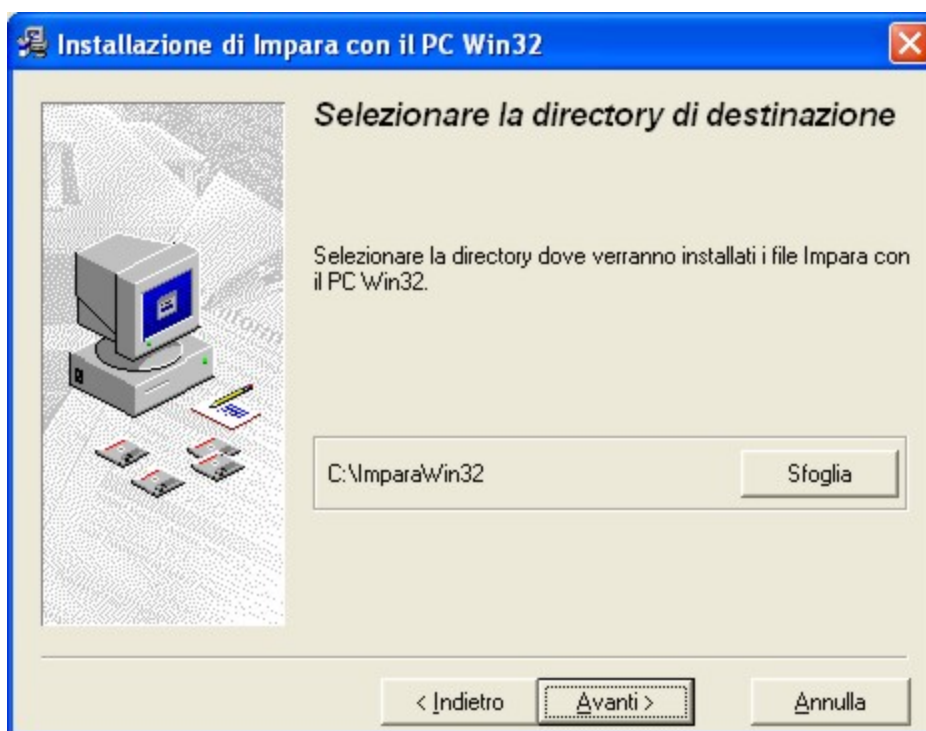 Installazione di Impara con il PC Win32
Selezionare la directory di destinazione
Selezionare la directory dove verranno installati i file Impara con
il PC Win32.
C:\ImparaWin32
Sfoglia
< Indietro
Avanti >
Annulla